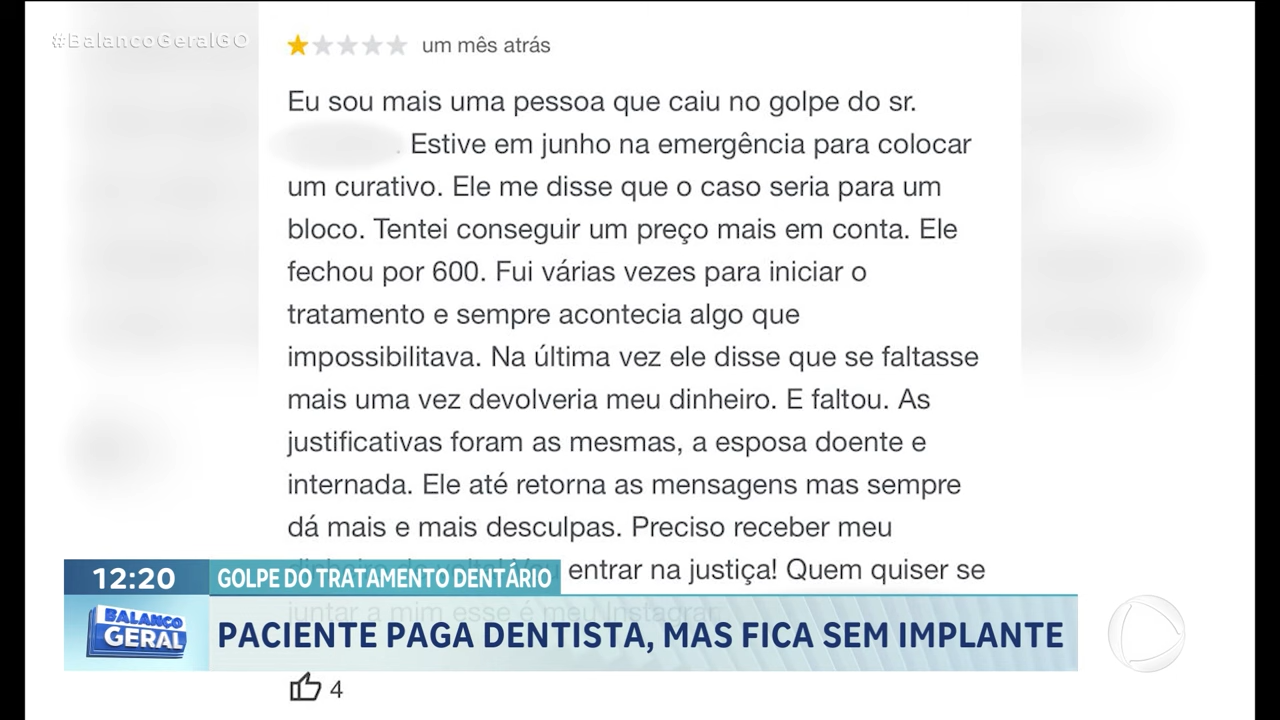 #BalancoGeralGO
um mês atrás
Eu sou mais uma pessoa que caiu no golpe do sr.
. Estive em junho na emergência para colocar
um curativo. Ele me disse que o caso seria para um
bloco. Tentei conseguir um preço mais em conta. Ele
fechou por 600. Fui várias vezes para iniciar o
tratamento e sempre acontecia algo que
impossibilitava. Na última vez ele disse que se faltasse
mais uma vez devolveria meu dinheiro. E faltou. As
justificativas foram as mesmas, a esposa doente e
internada. Ele até retorna as mensagens mas sempre
dá mais e mais desculpas. Preciso receber meu
entrar na justiça! Quem quiser se
juntar a mim esse é meu Instagram
12:20
GOLPE DO TRATAMENTO DENTÁRIO
BALANÇO
GERAL
PACIENTE PAGA DENTISTA, MAS FICA SEM IMPLANTE
4